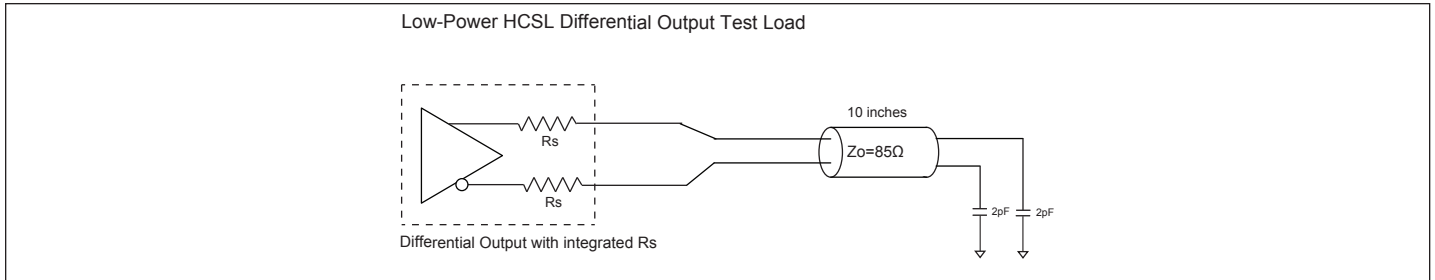 Low-Power HCSL Differential Output Test Load
10 inches
Rs
Zo=85Ω
Rs
2pF
2pF
Differential Output with integrated Rs